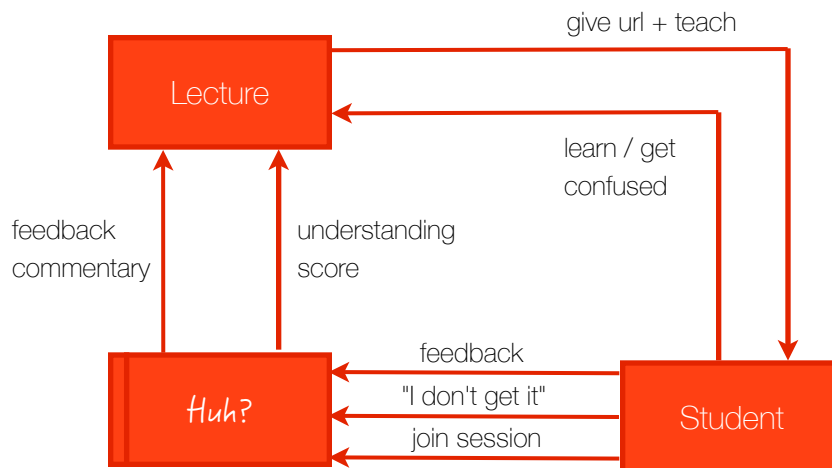 give url + teach
Lecture
learn / get
confused
feedback
commentary
understanding
score
feedback
"I don't get it"
join session
Huh?
Student